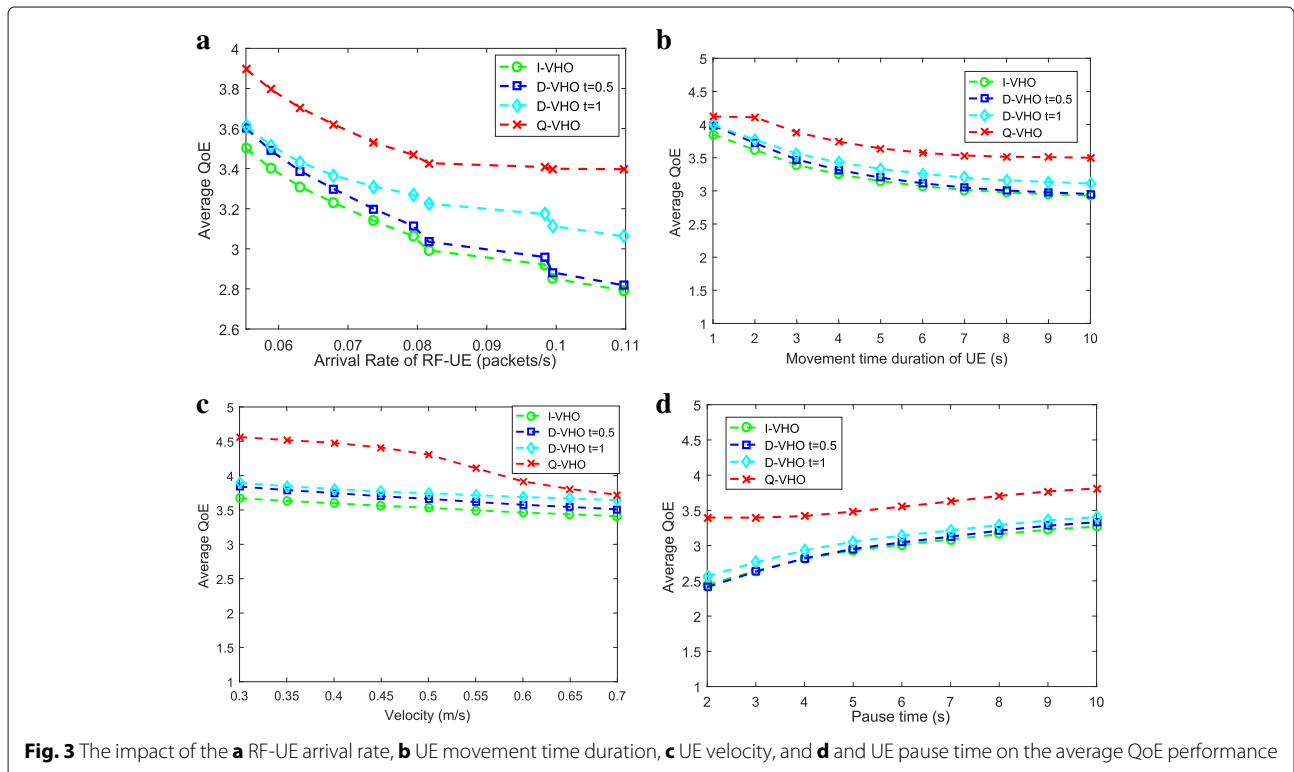 a
4
3.8
3.6
3.4
3.2
3
2.8
2.6
Average QoE
0.06 0.07 0.08 0.09 0.1 0.11
Arrival Rate of RF-UE (packets/s)
I-VHO
D-VHO t=0.5
D-VHO t=1
Q-VHO
b
5
4.5
4
3.5
3
2.5
2
1.5
1
Average QoE
1 2 3 4 5 6 7 8 9 10
Movement time duration of UE (s)
I-VHO
D-VHO t=0.5
D-VHO t=1
Q-VHO
c
5
4.5
4
3.5
3
2.5
2
1.5
1
Average QoE
0.3 0.35 0.4 0.45 0.5 0.55 0.6 0.65 0.7
Velocity (m/s)
I-VHO
D-VHO t=0.5
D-VHO t=1
Q-VHO
d
5
4.5
4
3.5
3
2.5
2
1.5
1
Average QoE
2 3 4 5 6 7 8 9 10
Pause time (s)
I-VHO
D-VHO t=0.5
D-VHO t=1
Q-VHO
Fig. 3 The impact of the a RF-UE arrival rate, b UE movement time duration, c UE velocity, and d and UE pause time on the average QoE performance